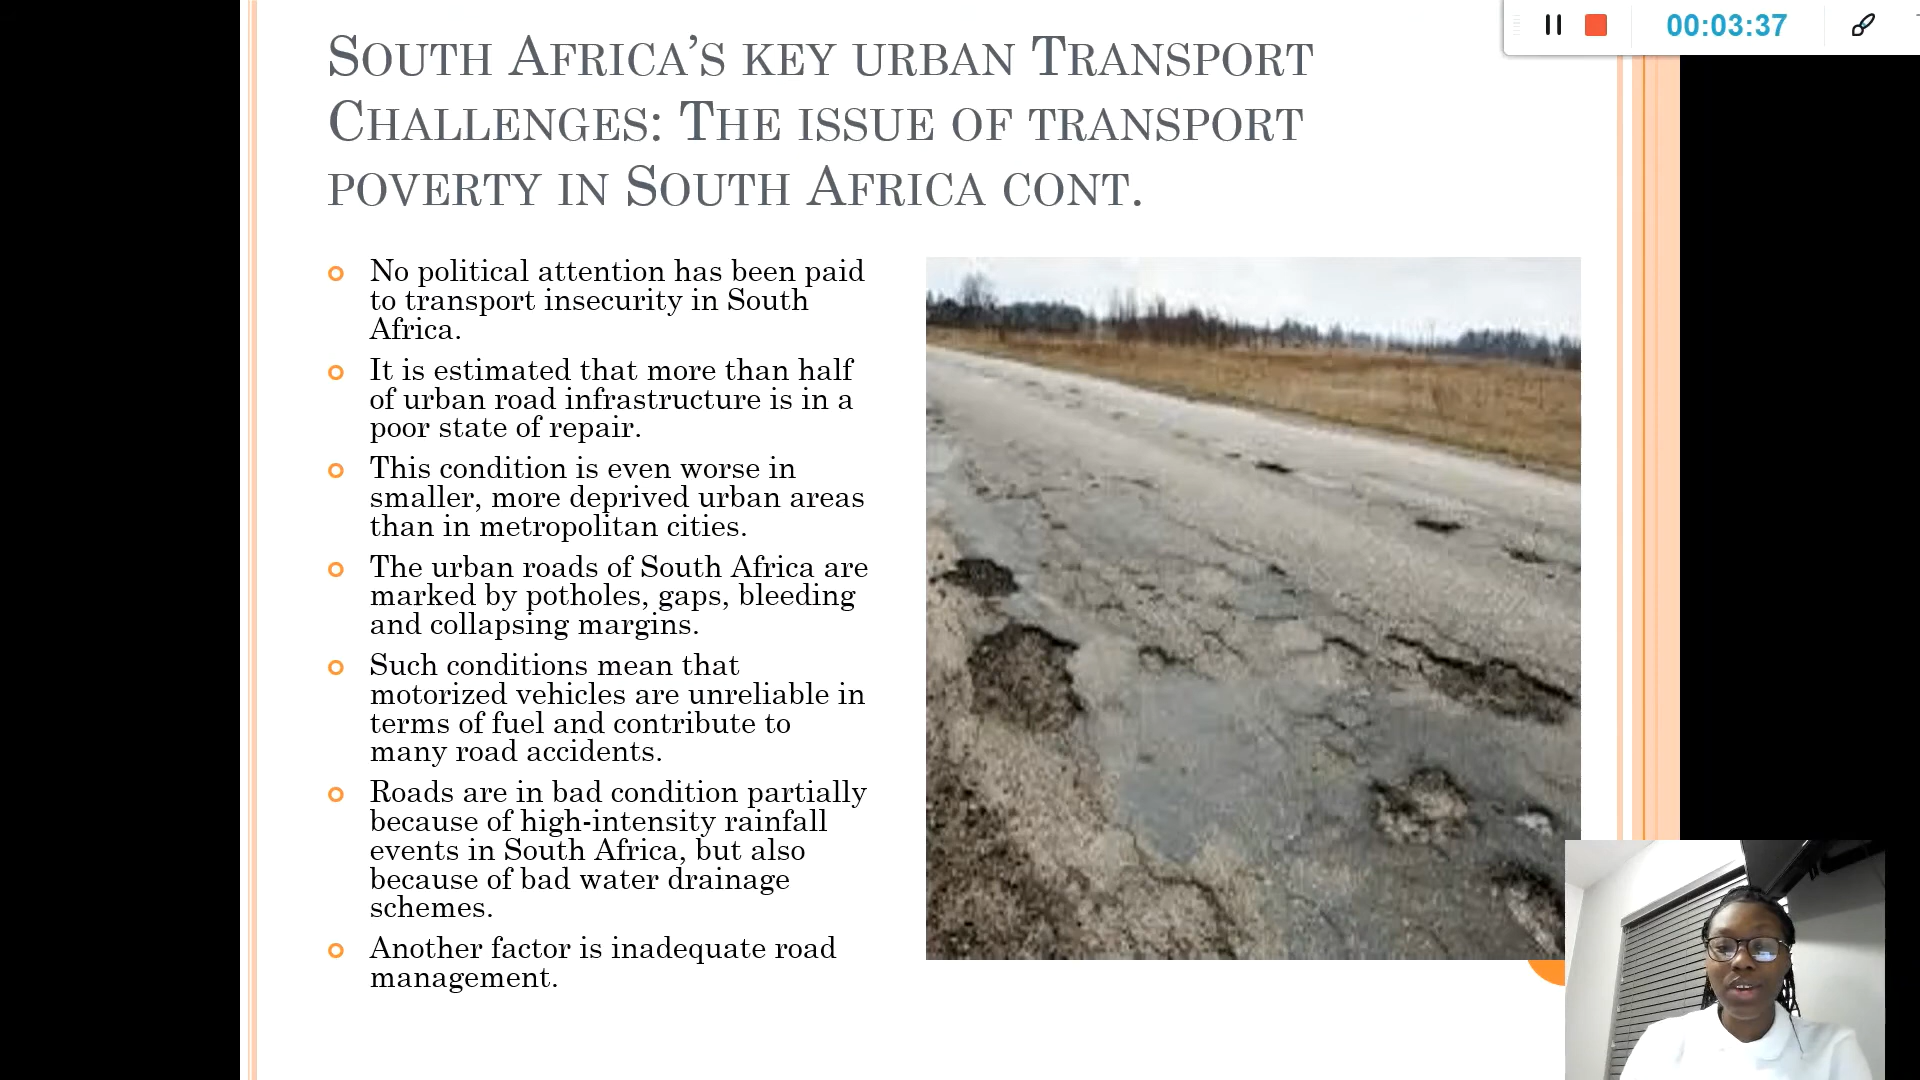 00:03:37
South Africa's key urban Transport
Challenges: The issue of transport
poverty in South Africa cont.
No political attention has been paid
to transport insecurity in South
Africa.
It is estimated that more than half
of urban road infrastructure is in a
poor state of repair.
This condition is even worse in
smaller, more deprived urban areas
than in metropolitan cities.
The urban roads of South Africa are
marked by potholes, gaps, bleeding
and collapsing margins.
Such conditions mean that
motorized vehicles are unreliable in
terms of fuel and contribute to
many road accidents.
Roads are in bad condition partially
because of high-intensity rainfall
events in South Africa, but also
because of bad water drainage
schemes.
Another factor is inadequate road
management.